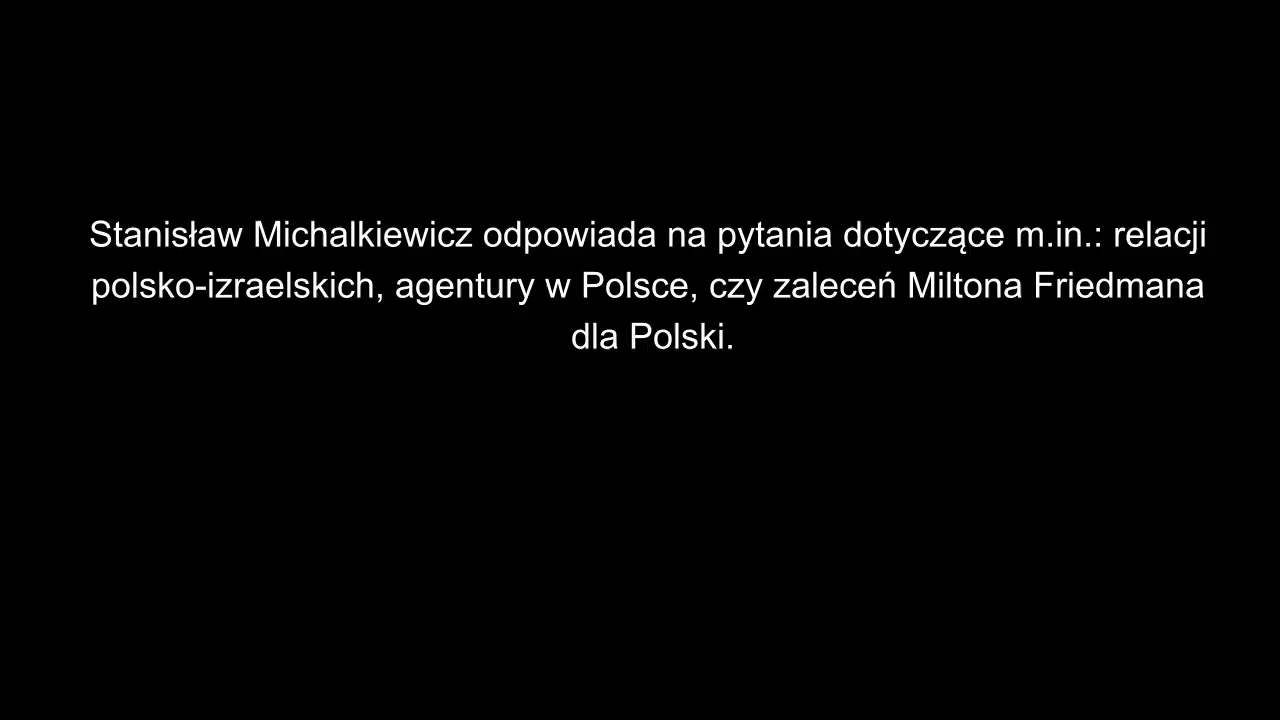 Stanisław Michalkiewicz odpowiada na pytania dotyczące m.in.: relacji
polsko-izraelskich, agentury w Polsce, czy zaleceń Miltona Friedmana
dla Polski.